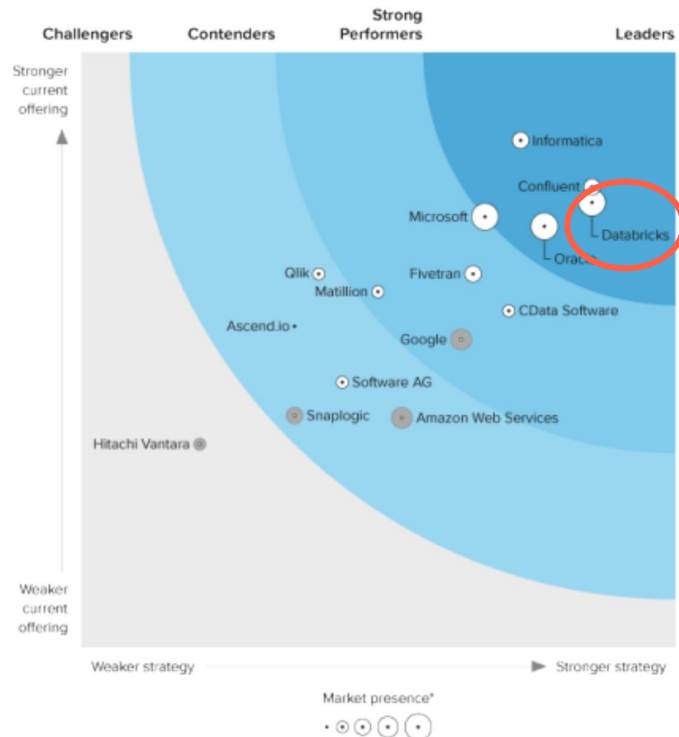 Challengers
Contenders
Strong
Performers
Leaders
Stronger
current
offering
Informatica
Confluent
Microsoft
Databricks
Oracle
Qlik
Fivetran
Matillion
CData Software
Ascend.io
Google
Software AG
Snaplogic
Amazon Web Services
Hitachi Vantara
Weaker
current
offering
Weaker strategy
Stronger strategy
Market presence*